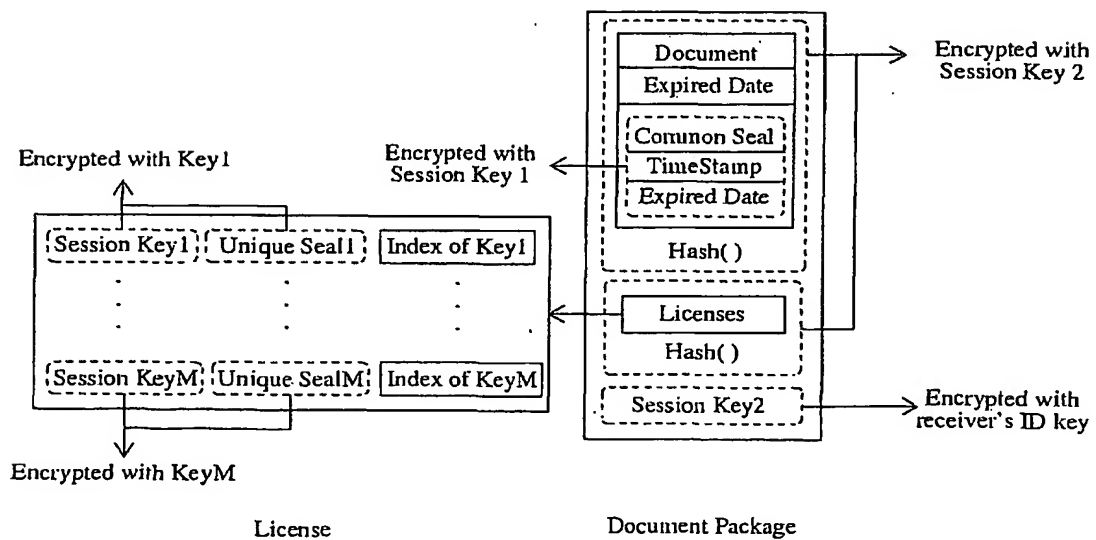 Document
Expired Date
Common Seal
TimeStamp
Expired Date
Hash( )
Licenses
Hash( )
Session Key2
Encrypted with
Session Key 2
Encrypted with
Session Key 1
Encrypted with
receiver's ID key
Encrypted with Key1
Session Key1 Unique Seal1 Index of Key1
Session KeyM Unique SealM Index of KeyM
Encrypted with KeyM
License
Document Package